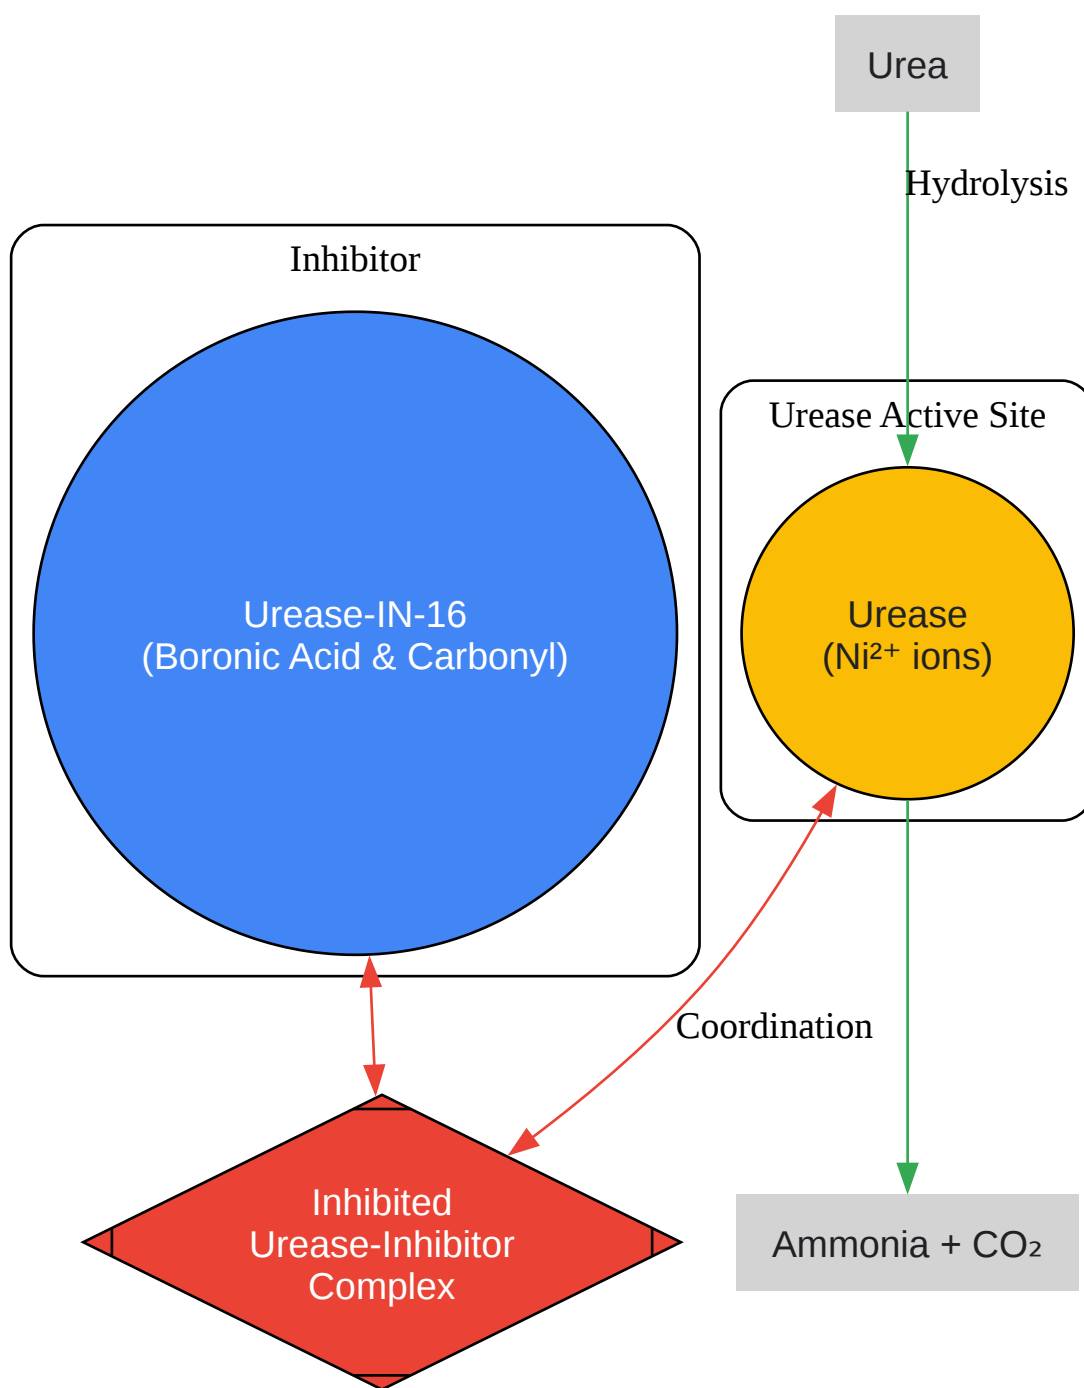 Urea
Hydrolysis
Inhibitor
Urease-IN-16
(Boronic Acid & Carbonyl)
Urease Active Site
Urease
(Ni²⁺ ions)
Coordination
Inhibited
Urease-Inhibitor
Complex
Ammonia + CO₂